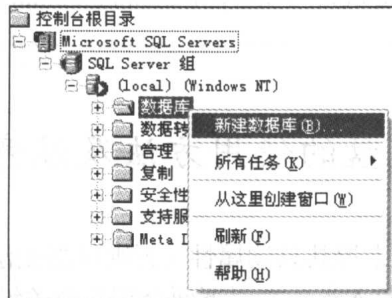 控制台根目录
Microsoft SQL Servers
SQL Server 组
(local) (Windows NT)
数据库
数据转
管理
复制
安全性
支持服
Meta D
新建数据库(B)...
所有任务(K)
从这里创建窗口(W)
刷新(F)
帮助(H)